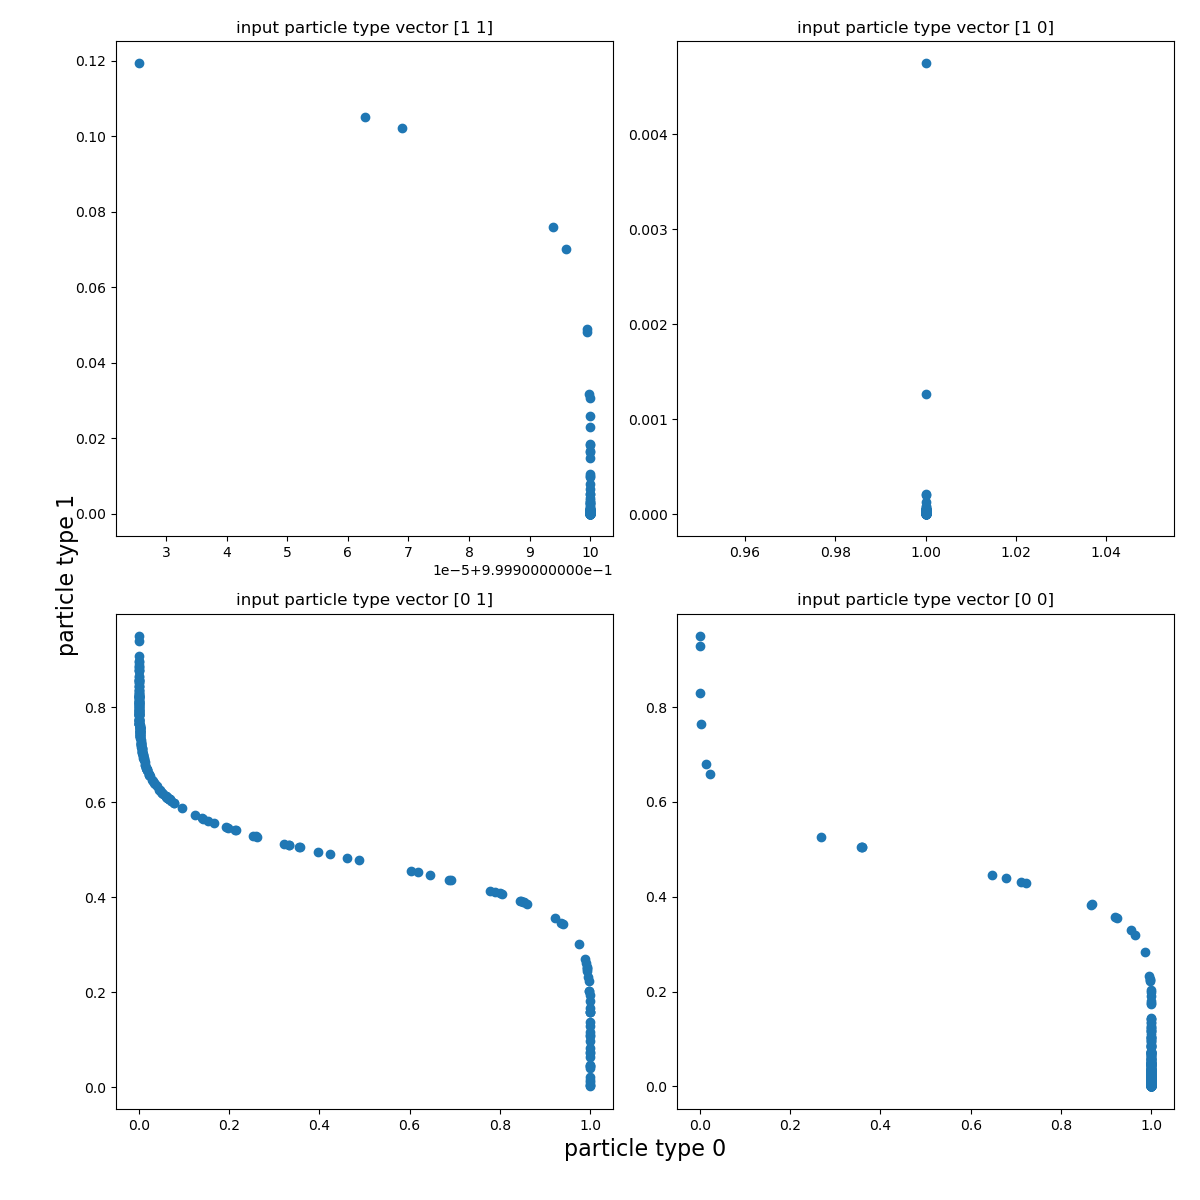 input particle type vector [1 1]
input particle type vector [1 0]
0.12
0.10
0.08
0.06
0.04
0.02
0.00
0.004
0.003
0.002
0.001
0.000
3 4 5 6 7 8 9 10
1e−5+9.9990000000e−1
0.96 0.98 1.00 1.02 1.04
particle type 1
input particle type vector [0 1]
input particle type vector [0 0]
0.8
0.6
0.4
0.2
0.0
0.8
0.6
0.4
0.2
0.0
0.0 0.2 0.4 0.6 0.8 1.0
0.0 0.2 0.4 0.6 0.8 1.0
particle type 0